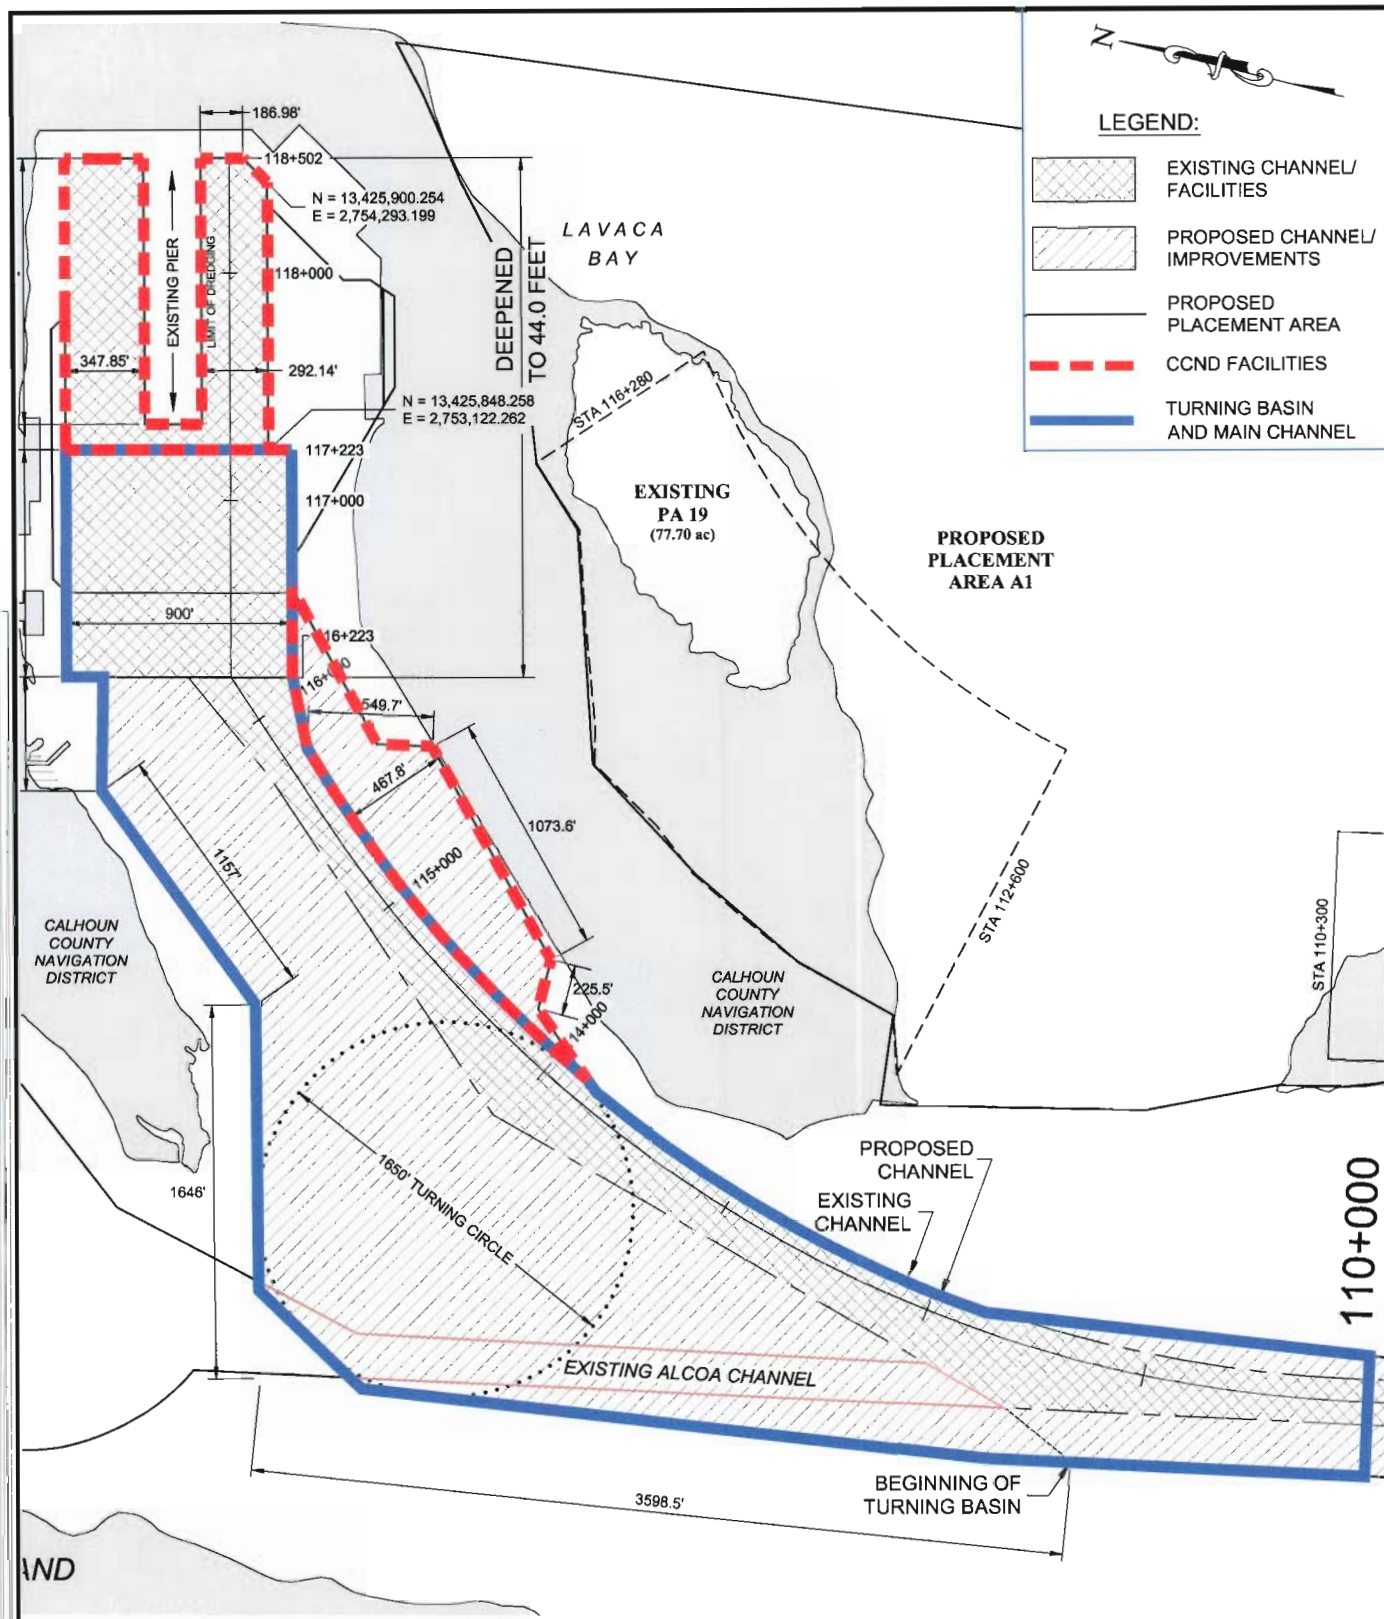 N
LEGEND:
EXISTING CHANNEL/
FACILITIES
PROPOSED CHANNEL/
IMPROVEMENTS
PROPOSED
PLACEMENT AREA
CCND FACILITIES
TURNING BASIN
AND MAIN CHANNEL
186.98'
118+502
N = 13,425,900.254
E = 2,754,293.199
EXISTING PIER
LIMIT OF DREDGING
118+000
347.85'
292.14'
N = 13,425,848.258
E = 2,753,122.262
117+223
117+000
DEEPENED
TO 44.0 FEET
LAVACA
BAY
STA 116+280
EXISTING
PA 19
(77.70 ac)
PROPOSED
PLACEMENT
AREA A1
900'
16+223
549.7'
467.8'
1073.6'
1157'
115+000
225.5'
14+000
STA 112+600
STA 110+300
CALHOUN
COUNTY
NAVIGATION
DISTRICT
CALHOUN
COUNTY
NAVIGATION
DISTRICT
1646'
1650' TURNING CIRCLE
PROPOSED
CHANNEL
EXISTING
CHANNEL
110+000
EXISTING ALCOA CHANNEL
BEGINNING OF
TURNING BASIN
3598.5'
AND